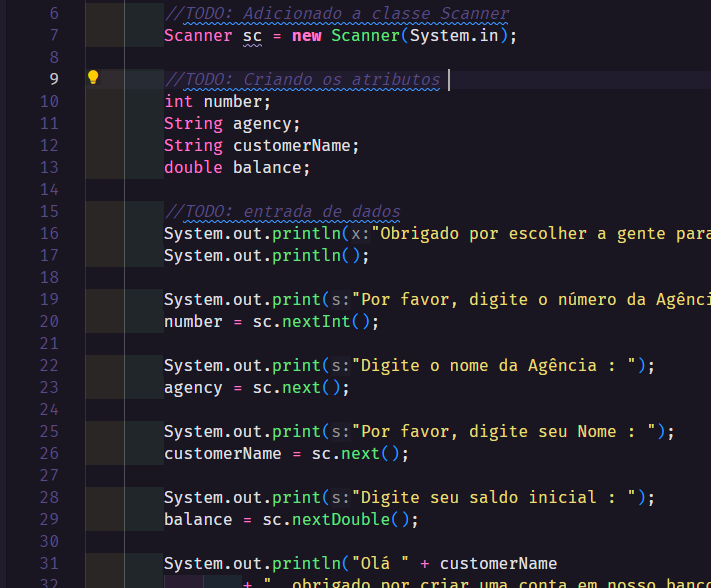 6 //TODO: Adicionado a classe Scanner
7 Scanner sc = new Scanner(System.in);
8
9 //TODO: Criando os atributos
10 int number;
11 String agency;
12 String customerName;
13 double balance;
14
15 //TODO: entrada de dados
16 System.out.println(x:"Obrigado por escolher a gente para
17 System.out.println();
18
19 System.out.print(s:"Por favor, digite o número da Agênci
20 number = sc.nextInt();
21
22 System.out.print(s:"Digite o nome da Agência : ");
23 agency = sc.next();
24
25 System.out.print(s:"Por favor, digite seu Nome : ");
26 customerName = sc.next();
27
28 System.out.print(s:"Digite seu saldo inicial : ");
29 balance = sc.nextDouble();
30
31 System.out.println("Olá " + customerName
32 + ", obrigado por criar uma conta em nosso banco